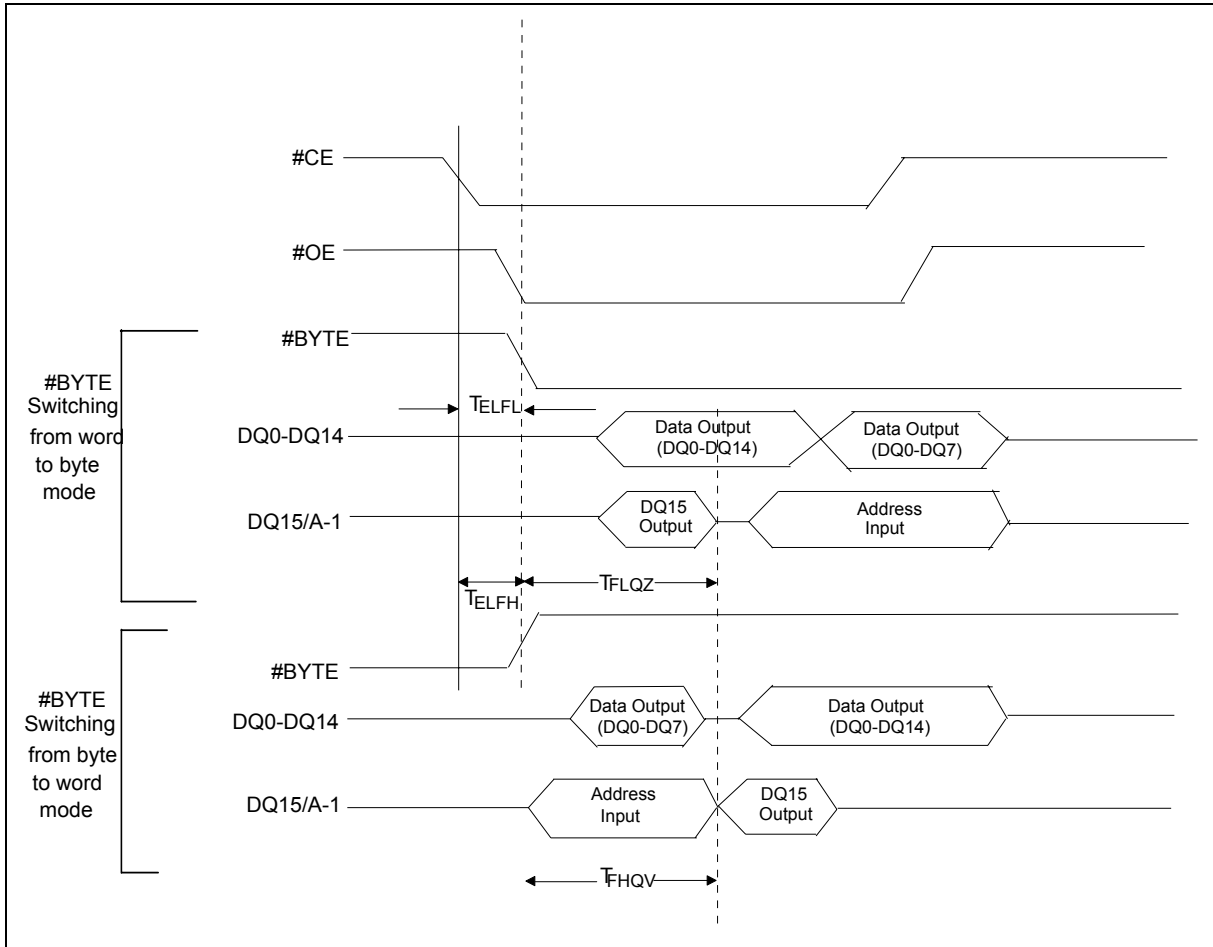 #CE
#OE
#BYTE
#BYTE
Switching
from word
to byte
mode
TELFL
DQ0-DQ14
Data Output
(DQ0-DQ14)
Data Output
(DQ0-DQ7)
DQ15/A-1
DQ15
Output
Address
Input
TELFH
TFLQZ
#BYTE
#BYTE
Switching
from byte
to word
mode
DQ0-DQ14
Data Output
(DQ0-DQ7)
Data Output
(DQ0-DQ14)
DQ15/A-1
Address
Input
DQ15
Output
TFHQV